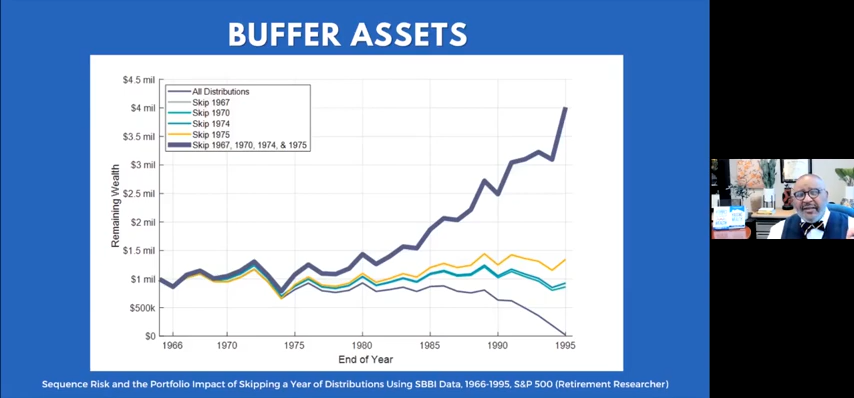 BUFFER ASSETS
$4.5 mil
$4 mil
$3.5 mil
$3 mil
$2.5 mil
$2 mil
$1.5 mil
$1 mil
$500k
$0
Remaining Wealth
All Distributions
Skip 1967
Skip 1970
Skip 1974
Skip 1975
Skip 1967, 1970, 1974, & 1975
1966 1970 1975 1980 1985 1990 1995
End of Year
Sequence Risk and the Portfolio Impact of Skipping a Year of Distributions Using SBBI Data, 1966-1995, S&P 500 (Retirement Researcher)